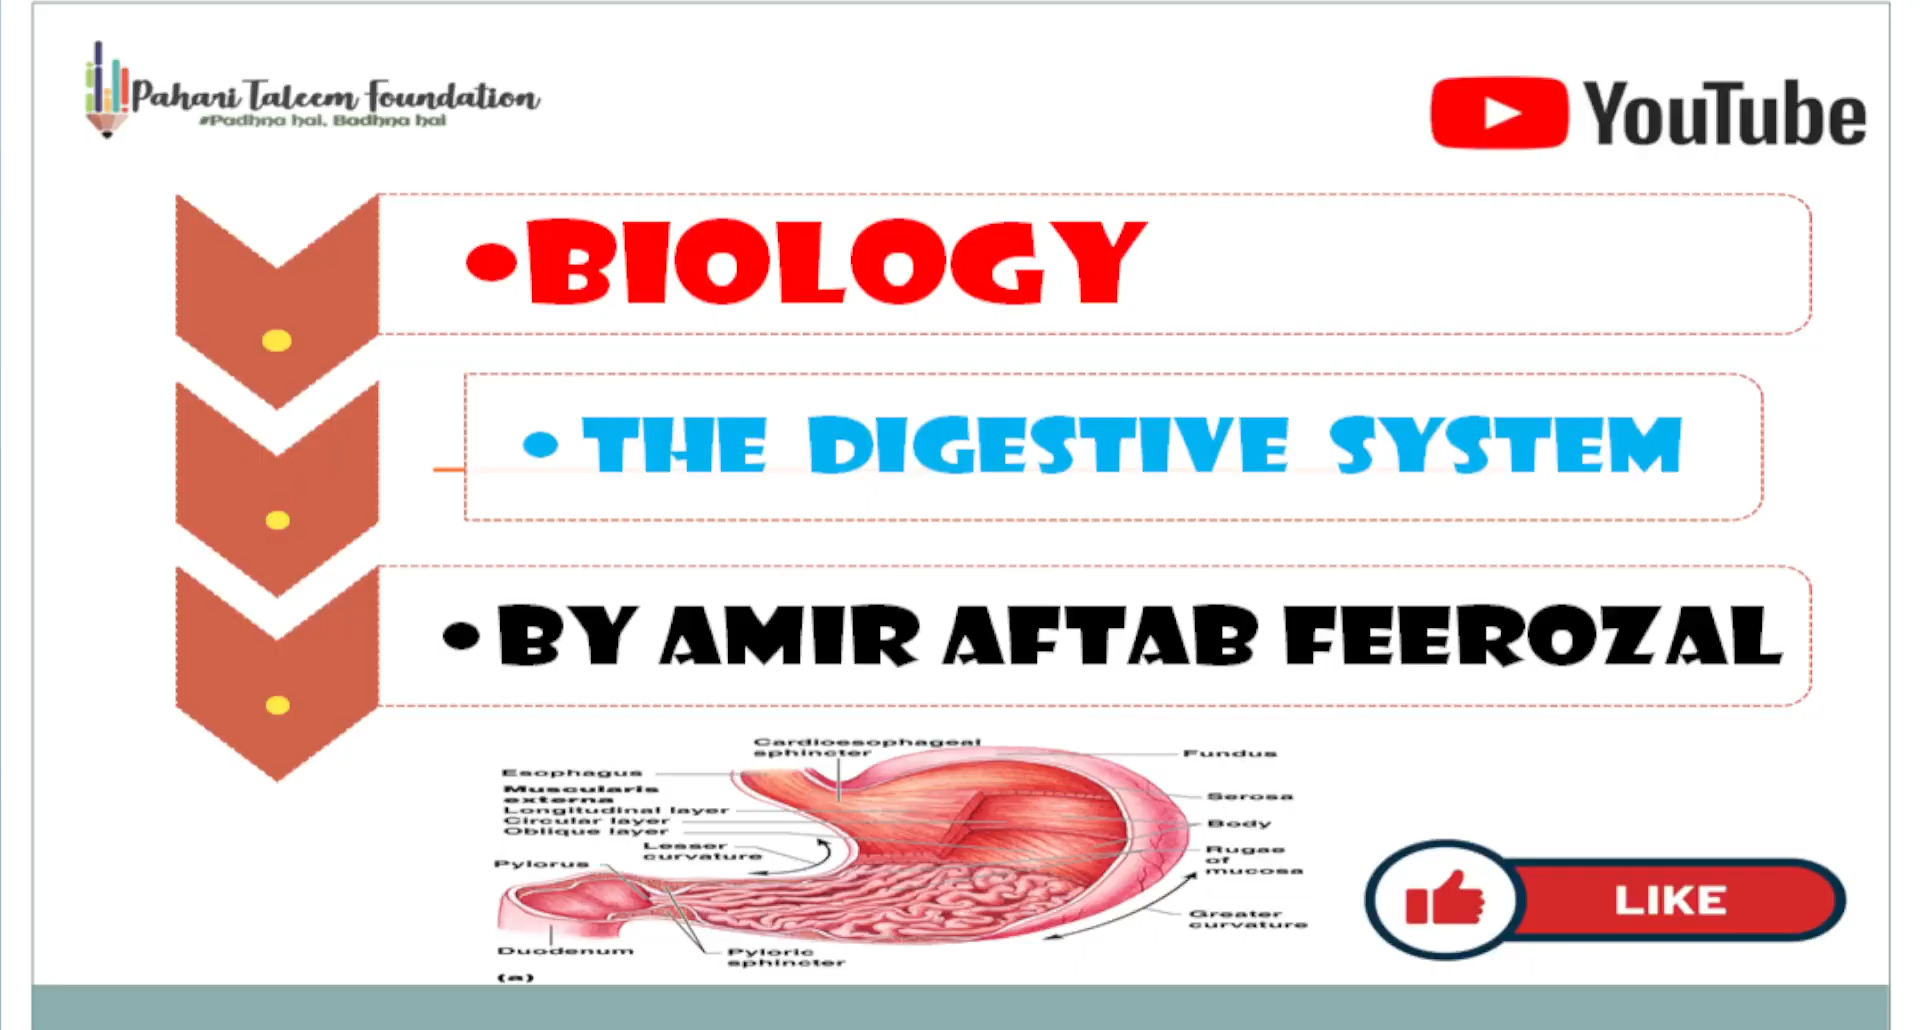 Pahari Taleem Foundation
#Padhna hai, Badhna hai
YouTube
•BIOLOGY
• THE DIGESTIVE SYSTEM
• BY AMIR AFTAB FEEROZAL
Cardioesophageal
sphincter
Fundus
Esophagus
Muscularis
externa
Longitudinal layer
Circular layer
Oblique layer
Serosa
Body
Lesser
curvature
Rugae
of
mucosa
Pylorus
Greater
curvature
Duodenum
Pyloric
sphincter
(a)
LIKE